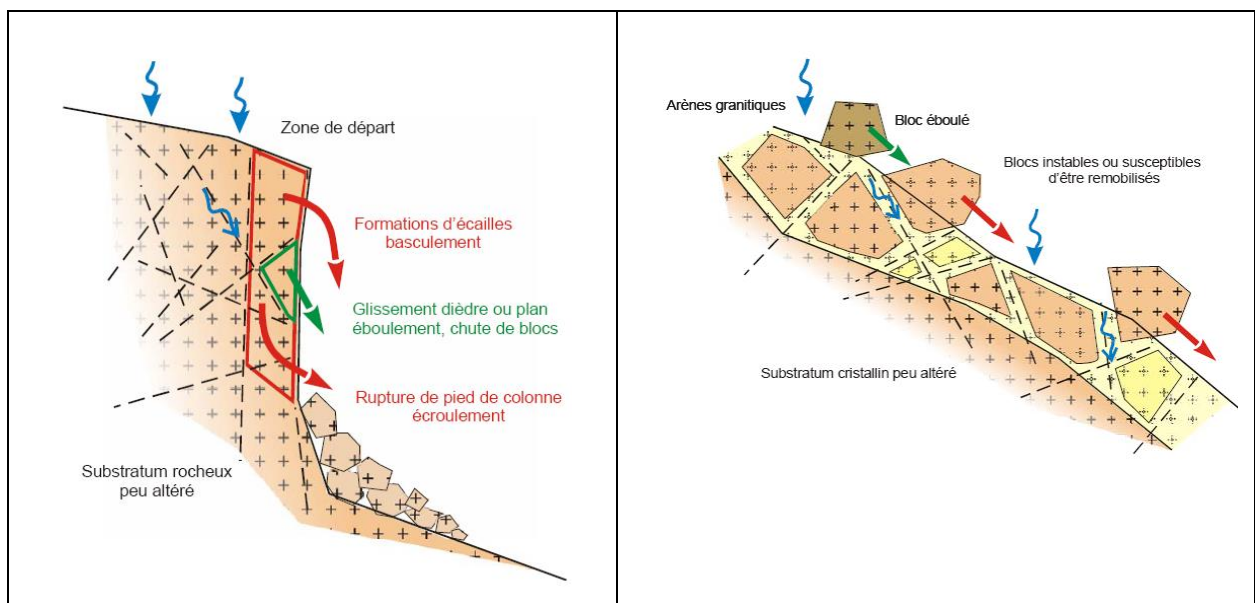 Zone de départ
Formations d'écailles
basculement
Glissement dièdre ou plan
éboulement, chute de blocs
Rupture de pied de colonne
écroulement
Substratum rocheux
peu altéré
Arènes granitiques
Bloc éboulé
Blocs instables ou susceptibles
d'être remobilisés
Substratum cristallin peu altéré